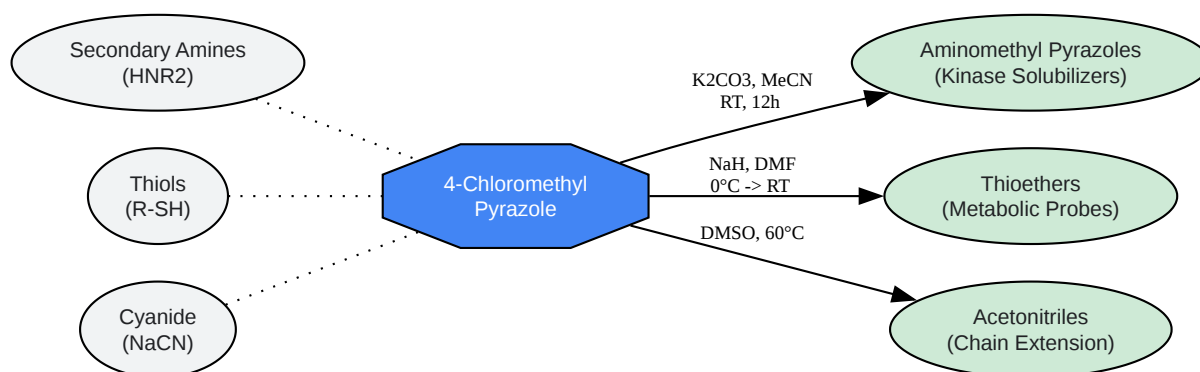 Secondary Amines
(HNR2)
Thiols
(R-SH)
Cyanide
(NaCN)
4-Chloromethyl
Pyrazole
K2CO3, MeCN
RT, 12h
NaH, DMF
0°C -> RT
DMSO, 60°C
Aminomethyl Pyrazoles
(Kinase Solubilizers)
Thioethers
(Metabolic Probes)
Acetonitriles
(Chain Extension)